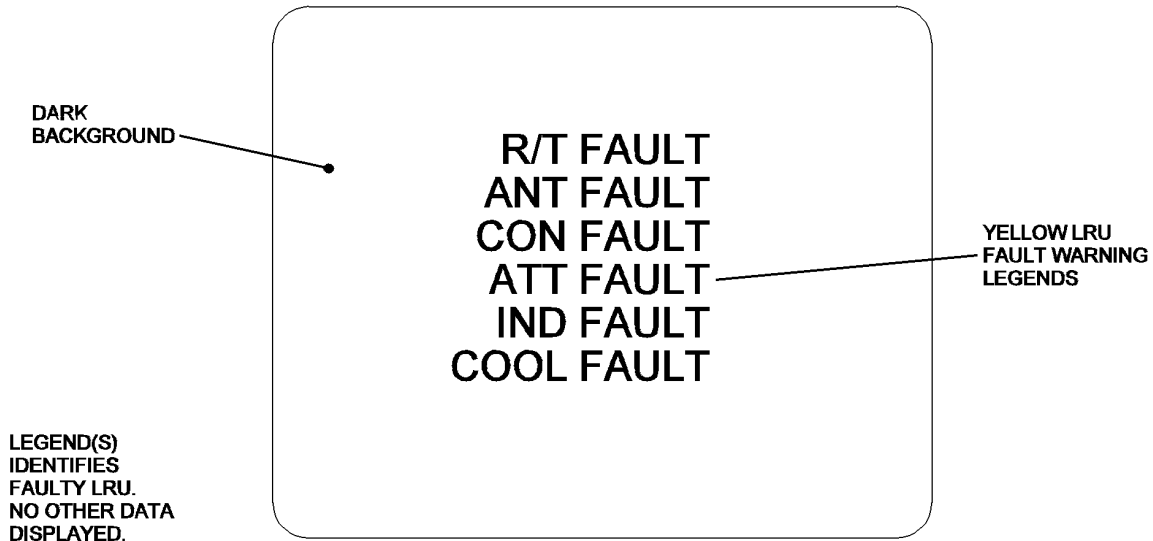 DARK
BACKGROUND
R/T FAULT
ANT FAULT
CON FAULT
ATT FAULT
IND FAULT
COOL FAULT
YELLOW LRU
FAULT WARNING
LEGENDS
LEGEND(S)
IDENTIFIES
FAULTY LRU.
NO OTHER DATA
DISPLAYED.